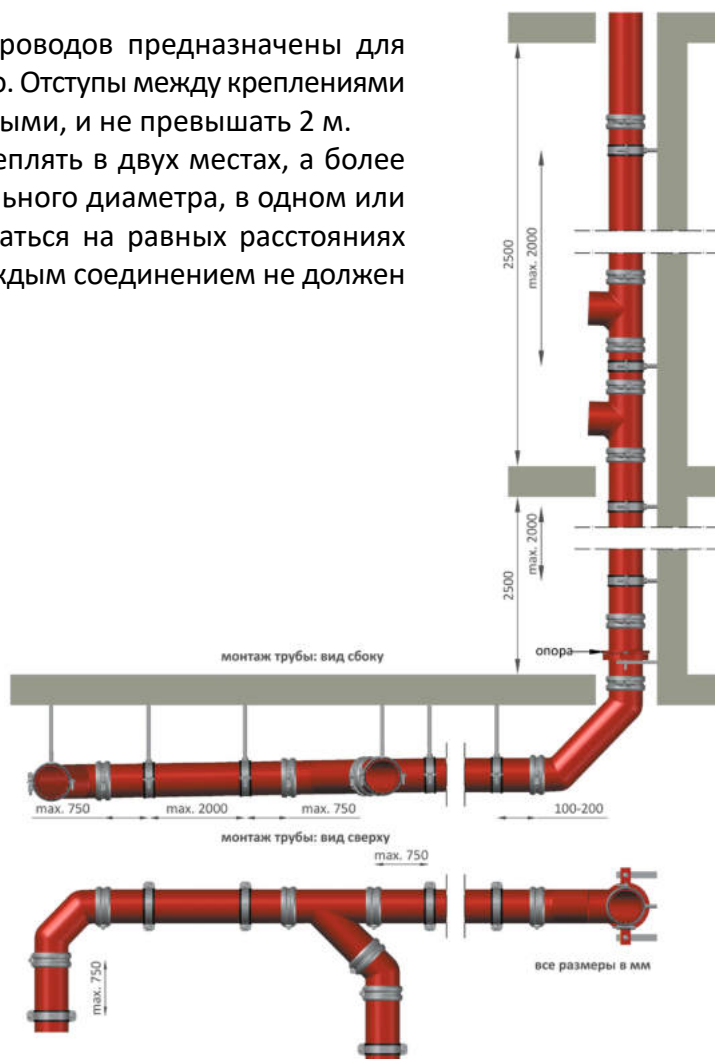 роводов предназначены для
о. Отступы между креплениями
ыми, и не превышать 2 м.
еплять в двух местах, а более
льного диаметра, в одном или
аться на равных расстояниях
ждым соединением не должен
2500
max. 2000
max. 2000
2500
опора
монтаж трубы: вид сбоку
max. 750
max. 2000
max. 750
100-200
монтаж трубы: вид сверху
max. 750
max. 750
все размеры в мм